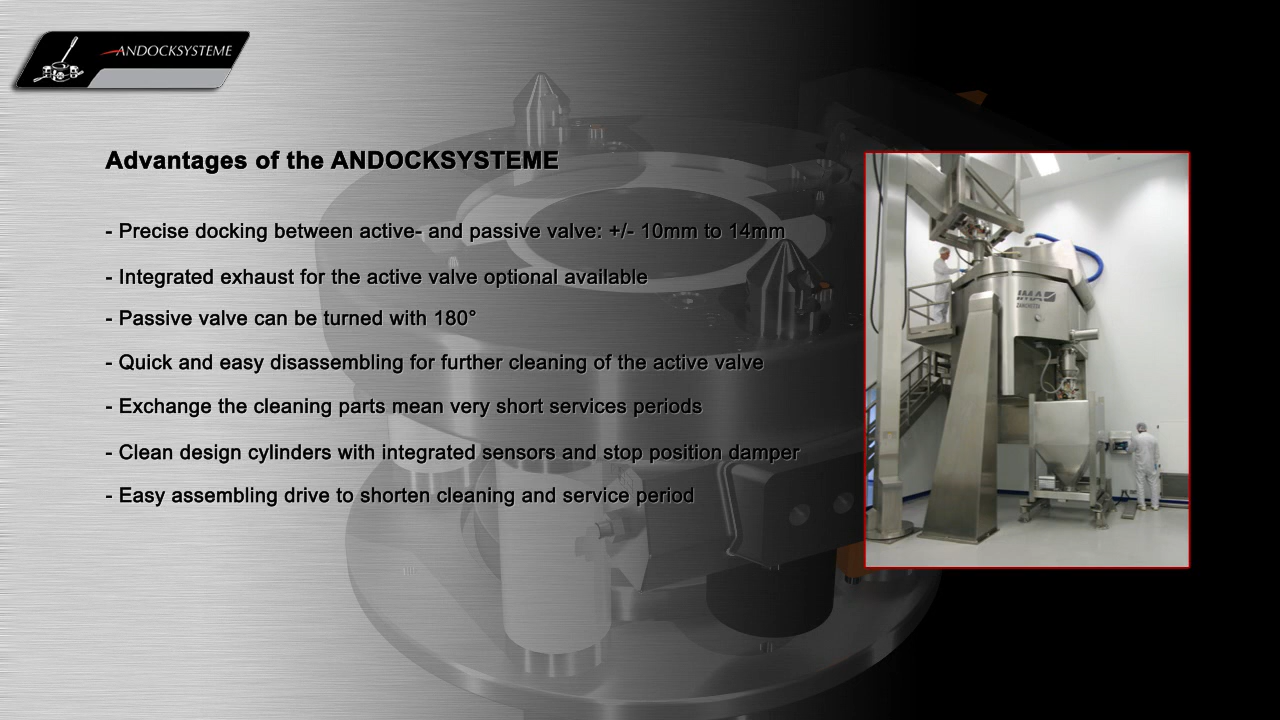 ANDOCKSYSTEME
Advantages of the ANDOCKSYSTEME
- Precise docking between active- and passive valve: +/- 10mm to 14mm
- Integrated exhaust for the active valve optional available
- Passive valve can be turned with 180°
- Quick and easy disassembling for further cleaning of the active valve
- Exchange the cleaning parts mean very short services periods
- Clean design cylinders with integrated sensors and stop position damper
- Easy assembling drive to shorten cleaning and service period
IMA
ZANCHETTA